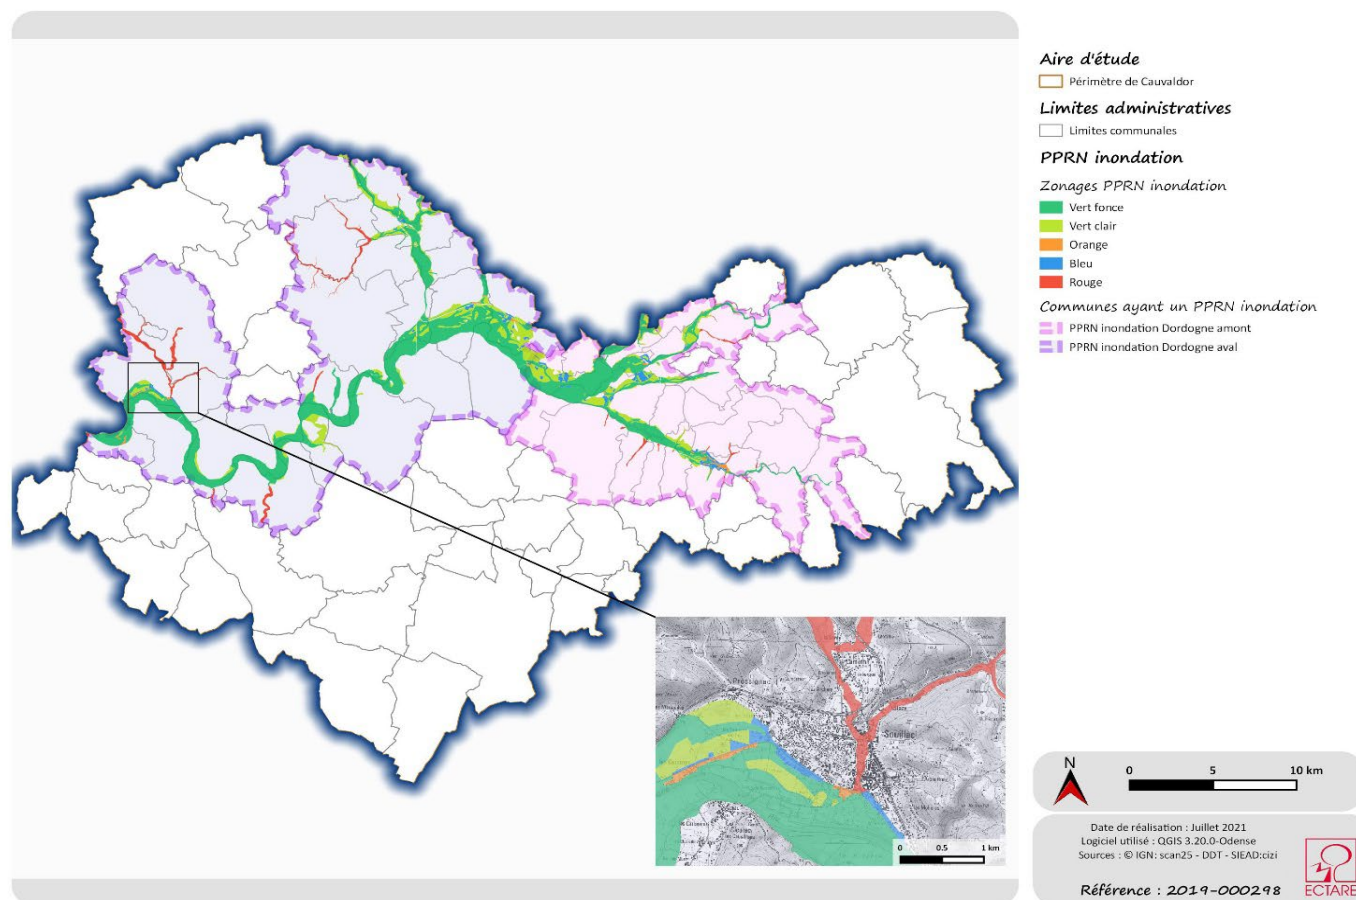 Aire d'étude
Périmètre de Cauvaldor
Limites administratives
Limites communales
PPRN inondation
Zonages PPRN inondation
Vert fonce
Vert clair
Orange
Bleu
Rouge
Communes ayant un PPRN inondation
PPRN inondation Dordogne amont
PPRN inondation Dordogne aval
Pressignac
Souillac
0 0.5 1 km
N
0 5 10 km
Date de réalisation : Juillet 2021
Logiciel utilisé : QGIS 3.20.0-Odense
Sources : © IGN: scan25 - DDT - SIEAD:cizi
Référence : 2019-000298
ECTARE